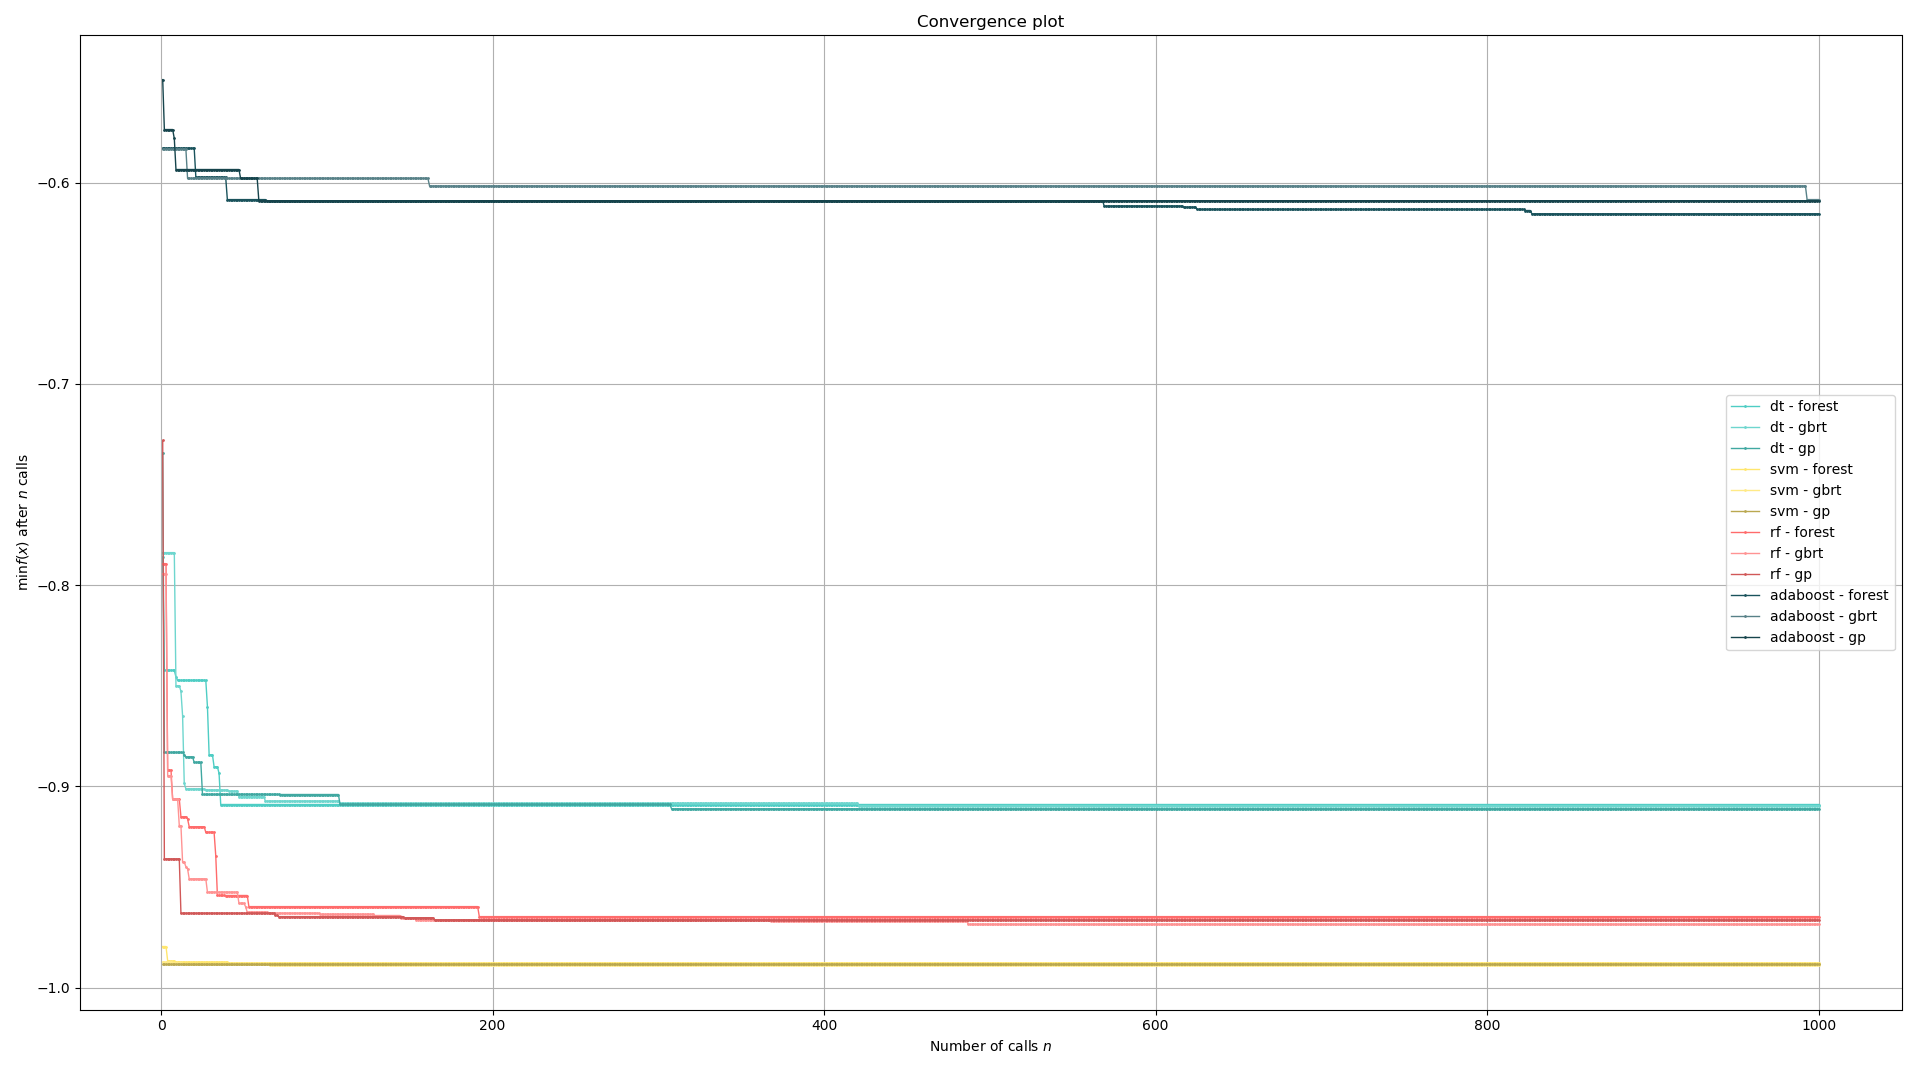 Convergence plot
min f(x) after n calls
−0.6
−0.7
−0.8
−0.9
−1.0
dt - forest
dt - gbrt
dt - gp
svm - forest
svm - gbrt
svm - gp
rf - forest
rf - gbrt
rf - gp
adaboost - forest
adaboost - gbrt
adaboost - gp
0 200 400 600 800 1000
Number of calls n